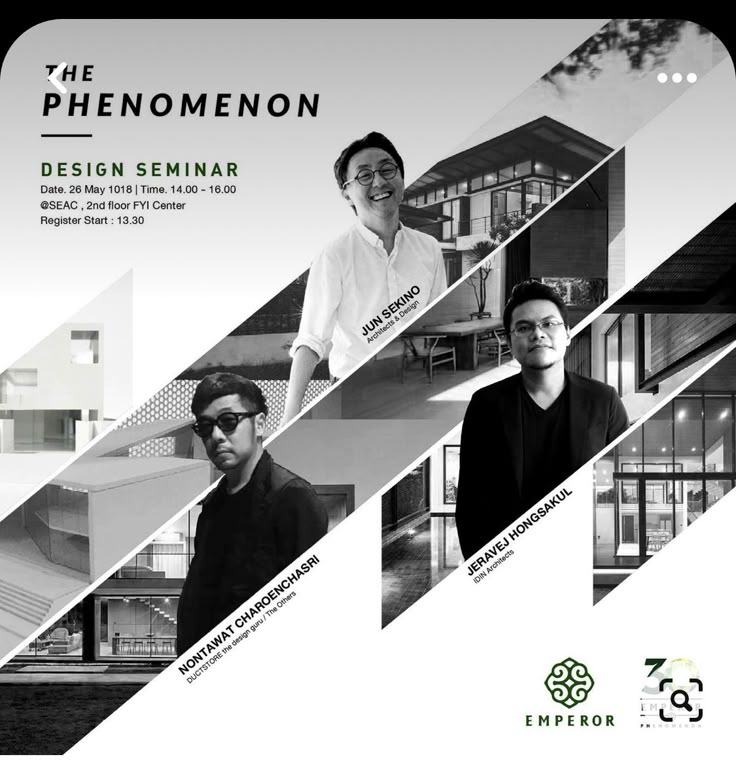 THE
PHENOMENON
DESIGN SEMINAR
Date. 26 May 1018 | Time. 14.00 - 16.00
@SEAC , 2nd floor FYI Center
Register Start : 13.30
JUN SEKINO
Architects & Design
JERAVEJ HONGSAKUL
IDIN Architects
NONTAWAT CHAROENCHASRI
DUCTSTORE the design guru / The Others
EMPEROR
30